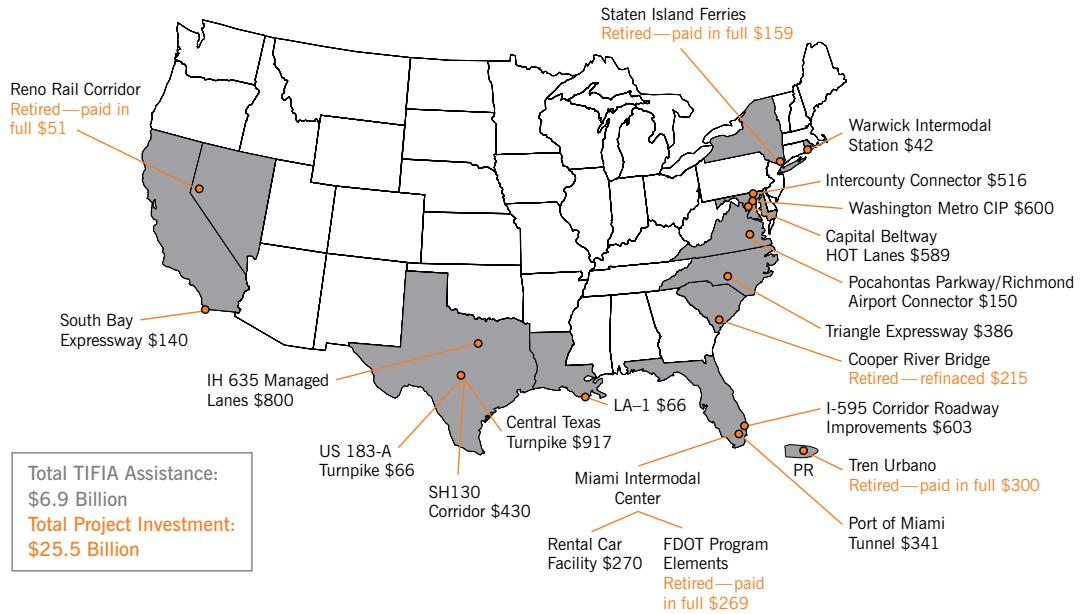 Staten Island Ferries
Retired—paid in full $159
Reno Rail Corridor
Retired—paid in
full $51
Warwick Intermodal
Station $42
Intercounty Connector $516
Washington Metro CIP $600
Capital Beltway
HOT Lanes $589
Pocahontas Parkway/Richmond
Airport Connector $150
South Bay
Expressway $140
Triangle Expressway $386
Cooper River Bridge
Retired—refinaced $215
IH 635 Managed
Lanes $800
LA–1 $66
I-595 Corridor Roadway
Improvements $603
Central Texas
Turnpike $917
US 183-A
Turnpike $66
SH130
Corridor $430
Miami Intermodal
Center
PR
Tren Urbano
Retired—paid in full $300
Port of Miami
Tunnel $341
Rental Car
Facility $270
FDOT Program
Elements
Retired—paid
in full $269
Total TIFIA Assistance:
$6.9 Billion
Total Project Investment:
$25.5 Billion